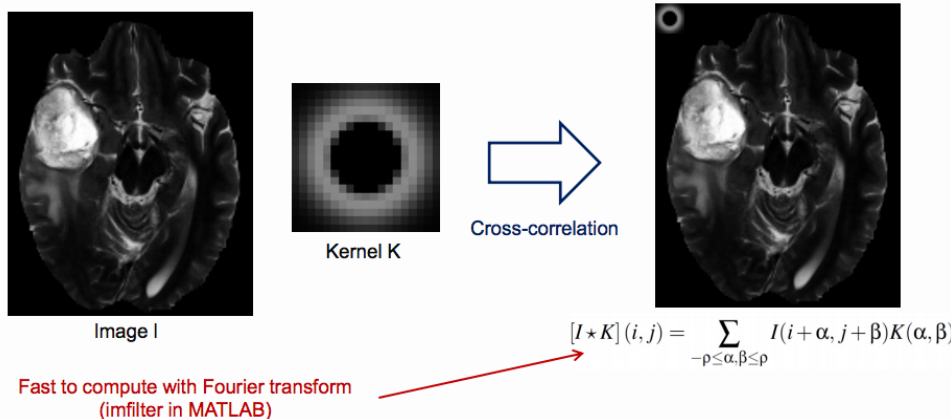 Kernel K
Cross-correlation
Image I
[I ⋆ K] (i, j) = ∑ I(i + α, j + β)K(α, β)
−ρ≤α,β≤ρ
Fast to compute with Fourier transform
(imfilter in MATLAB)